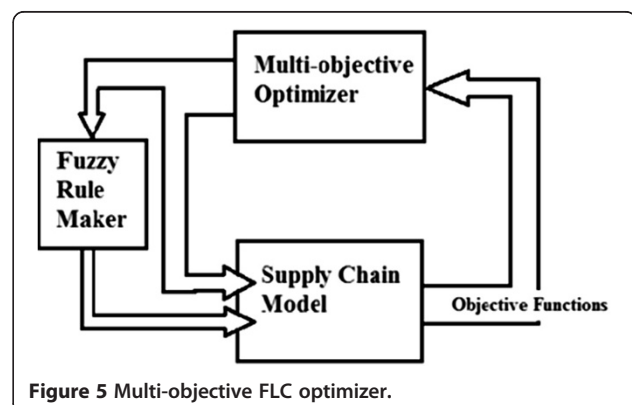 Multi-objective
Optimizer
Fuzzy
Rule
Maker
Supply Chain
Model
Objective Functions
Figure 5 Multi-objective FLC optimizer.